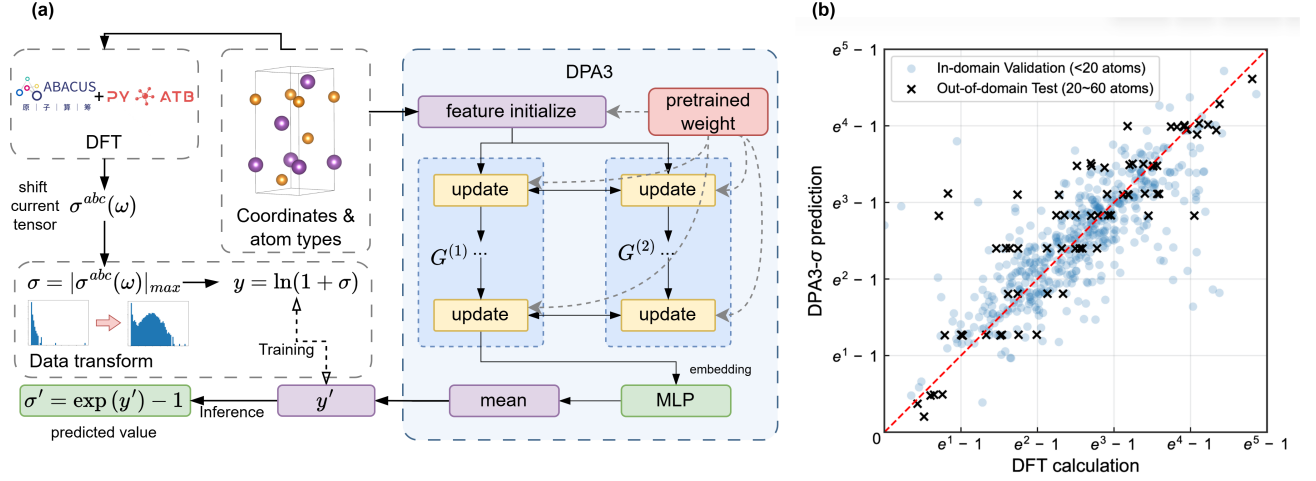 (a)
ABACUS
原子算筹
+
PYATB
DFT
shift
current
tensor
σ^{abc}(ω)
Coordinates &
atom types
σ = |σ^{abc}(ω)|_{max}
y = ln(1 + σ)
Data transform
Training
σ′ = exp (y′) − 1
Inference
y′
predicted value
DPA3
feature initialize
pretrained
weight
update
update
G^{(1)}
...
G^{(2)}
...
update
update
embedding
mean
MLP
(b)
In-domain Validation (<20 atoms)
Out-of-domain Test (20~60 atoms)
DPA3-σ prediction
e^5 − 1
e^4 − 1
e^3 − 1
e^2 − 1
e^1 − 1
0
e^1 − 1
e^2 − 1
e^3 − 1
e^4 − 1
e^5 − 1
DFT calculation